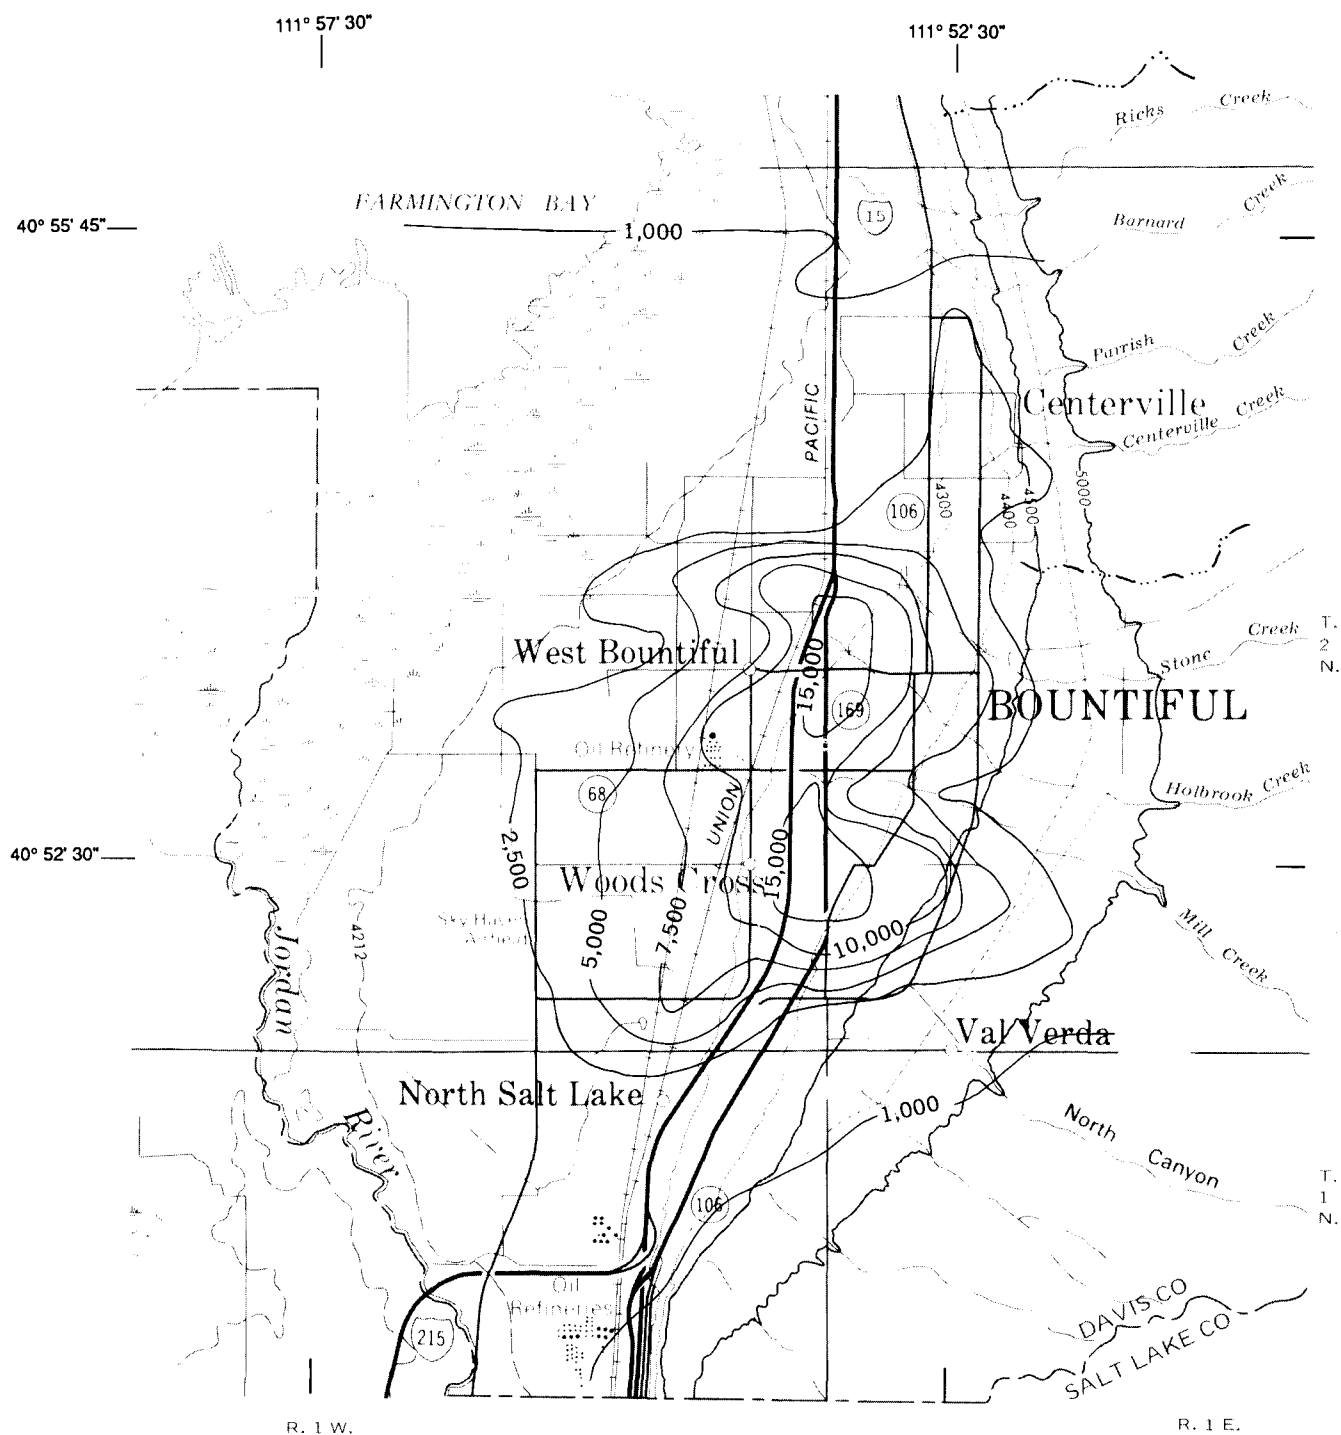 111° 57' 30"
111° 52' 30"
Ricks Creek
FARMINGTON BAY
40° 55' 45"
1,000
15
Barnard Creek
Parrish Creek
PACIFIC
Centerville
Centerville Creek
106
4300
4400
4500
5000
West Bountiful
15,000
169
BOUNTIFUL
Stone Creek
T.
2
N.
Oil Refinery
68
UNION
Holbrook Creek
40° 52' 30"
2,500
Woods Cross
15,000
5,000
7,500
10,000
Sky Haven
Airport
4212
Jordan
River
Mill Creek
Val Verda
North Salt Lake
1,000
North
Canyon
106
T.
1
N.
Oil
Refineries
215
DAVIS CO
SALT LAKE CO
R. 1 W.
R. 1 E.